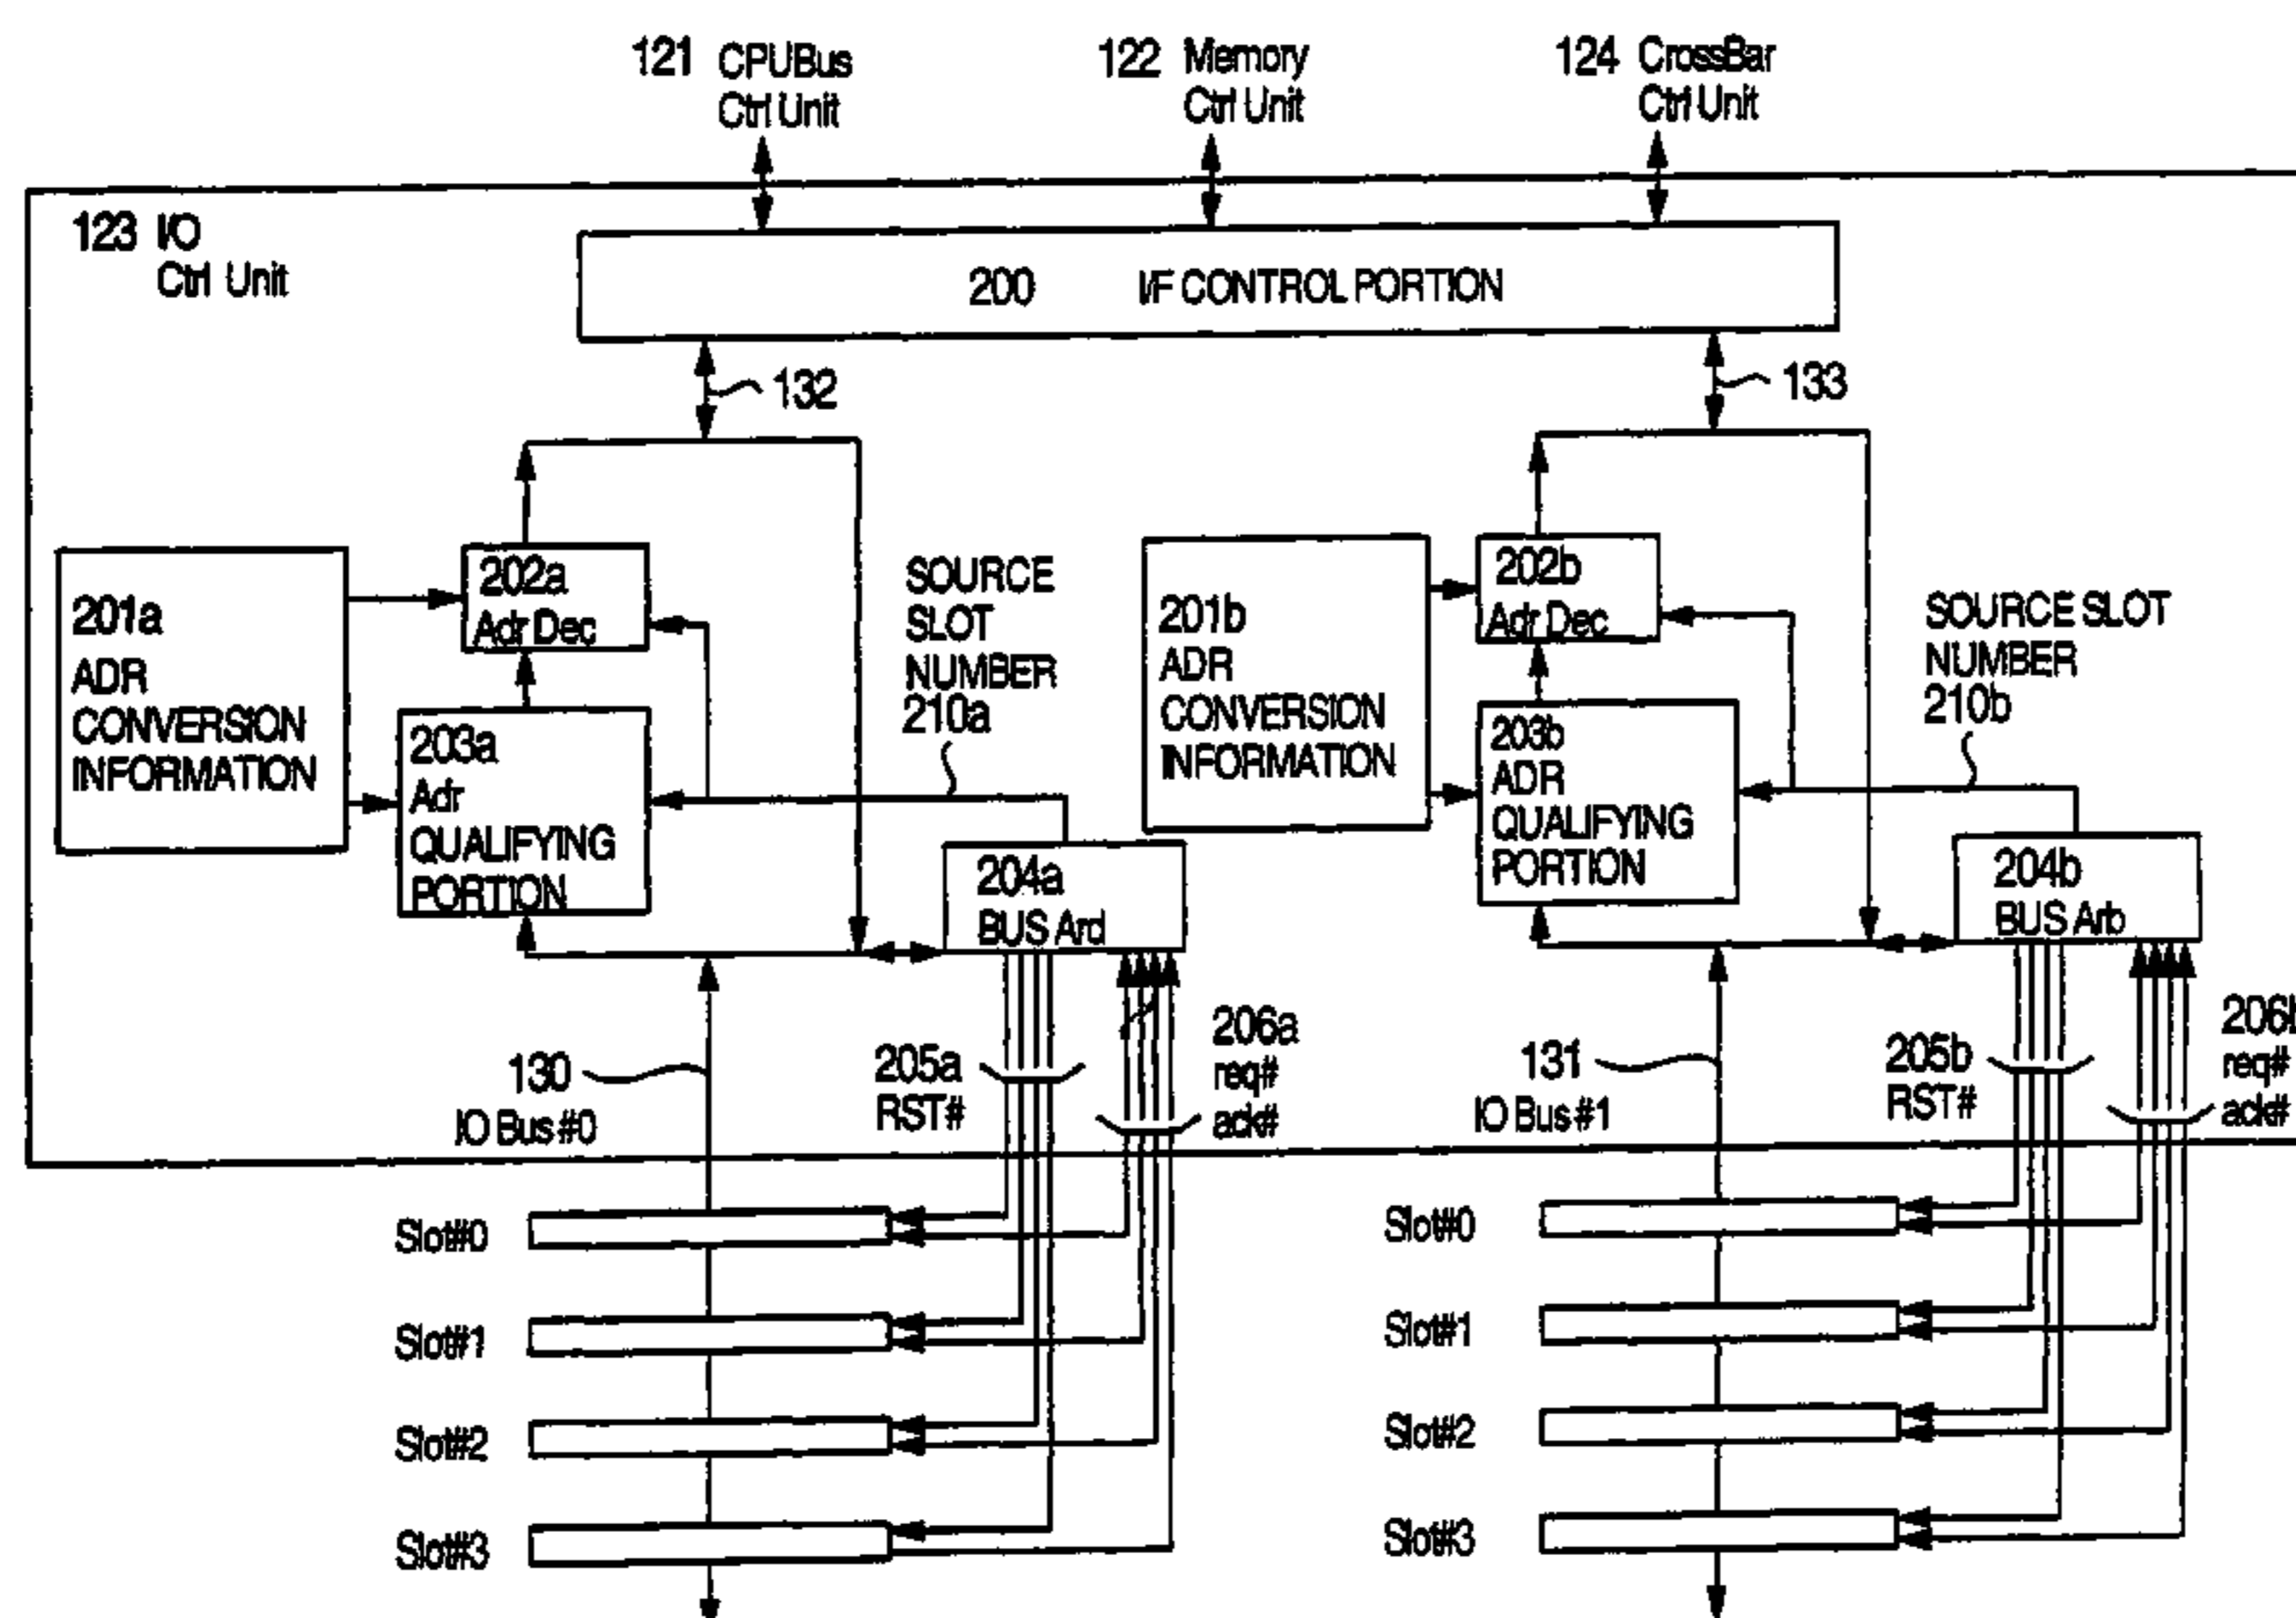 121 CPUBus
Ctrl Unit
122 Memory
Ctrl Unit
124 CrossBar
Ctrl Unit
123 I/O
Ctrl Unit
200 I/F CONTROL PORTION
132
133
201a
ADR
CONVERSION
INFORMATION
202a
Adr Dec
203a
Adr
QUALIFYING
PORTION
SOURCE
SLOT
NUMBER
210a
204a
BUS Ard
201b
ADR
CONVERSION
INFORMATION
202b
Adr Dec
203b
ADR
QUALIFYING
PORTION
SOURCE SLOT
NUMBER
210b
204b
BUS Arb
130
IO Bus #0
205a
RST#
206a
req#
ack#
131
IO Bus #1
205b
RST#
206b
req#
ack#
Slot#0
Slot#1
Slot#2
Slot#3
Slot#0
Slot#1
Slot#2
Slot#3